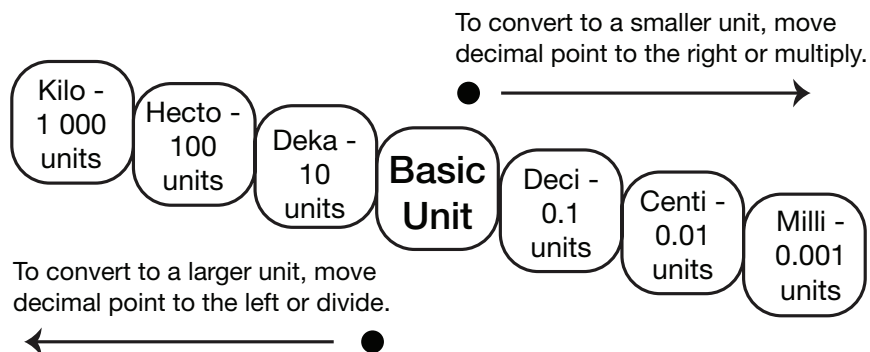 To convert to a smaller unit, move
decimal point to the right or multiply.
Kilo -
1 000
units
Hecto -
100
units
Deka -
10
units
Basic
Unit
Deci -
0.1
units
Centi -
0.01
units
Milli -
0.001
units
To convert to a larger unit, move
decimal point to the left or divide.